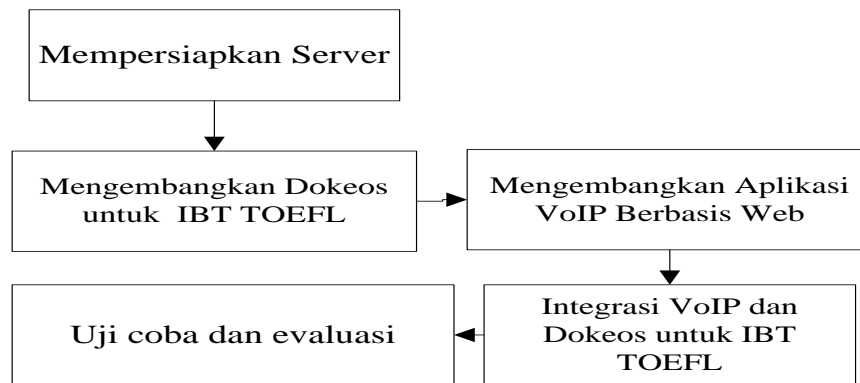 Mempersiapkan Server
Mengembangkan Dokeos
untuk IBT TOEFL
Mengembangkan Aplikasi
VoIP Berbasis Web
Integrasi VoIP dan
Dokeos untuk IBT
TOEFL
Uji coba dan evaluasi